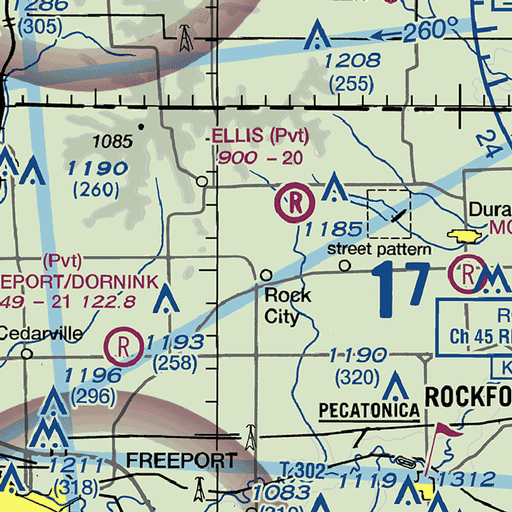 1286
(305)
260°
1208
(255)
24
1085
ELLIS (Pvt)
900 - 20
1190
(260)
R
1185
Dura
MC
street pattern
(Pvt)
EPORT/DORNINK
49 - 21 122.8
17
R
Rock
City
Cedarville
R
1193
(258)
Ch 45 R
1190
(320)
1196
(296)
ROCKFO
PECATONICA
FREEPORT
1211
(318)
T 302
1083
1119
1312